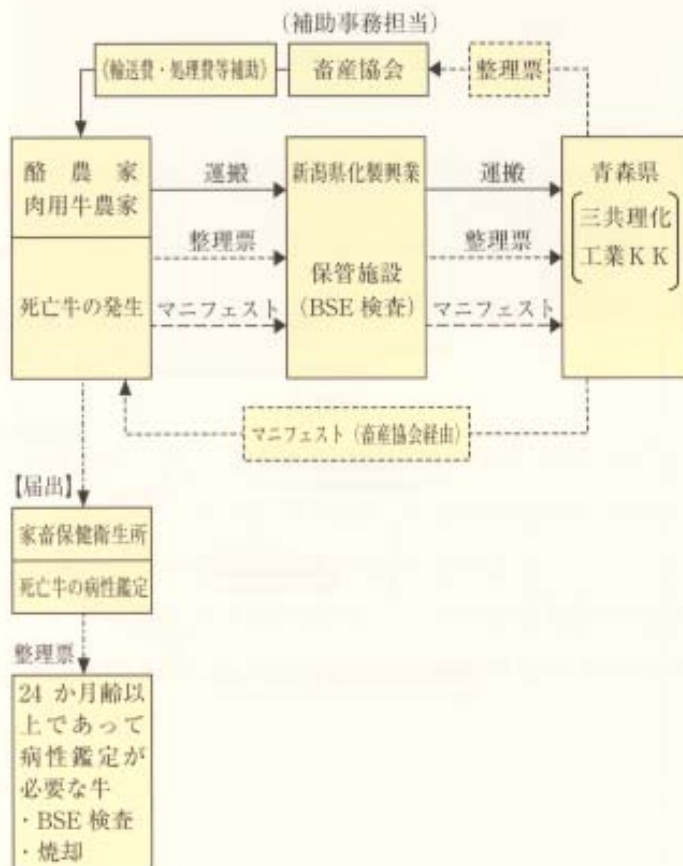 (補助事務担当)
(輸送費・処理費等補助)
畜産協会
整理票
酪農家
肉用牛農家
死亡牛の発生
運搬
整理票
マニフェスト
新潟県化製興業
保管施設
(BSE 検査)
運搬
整理票
マニフェスト
青森県
三共理化
工業KK
マニフェスト(畜産協会経由)
【届出】
家畜保健衛生所
死亡牛の病性鑑定
整理票
24か月齢以
上であって
病性鑑定が
必要な牛
・BSE 検査
・焼却